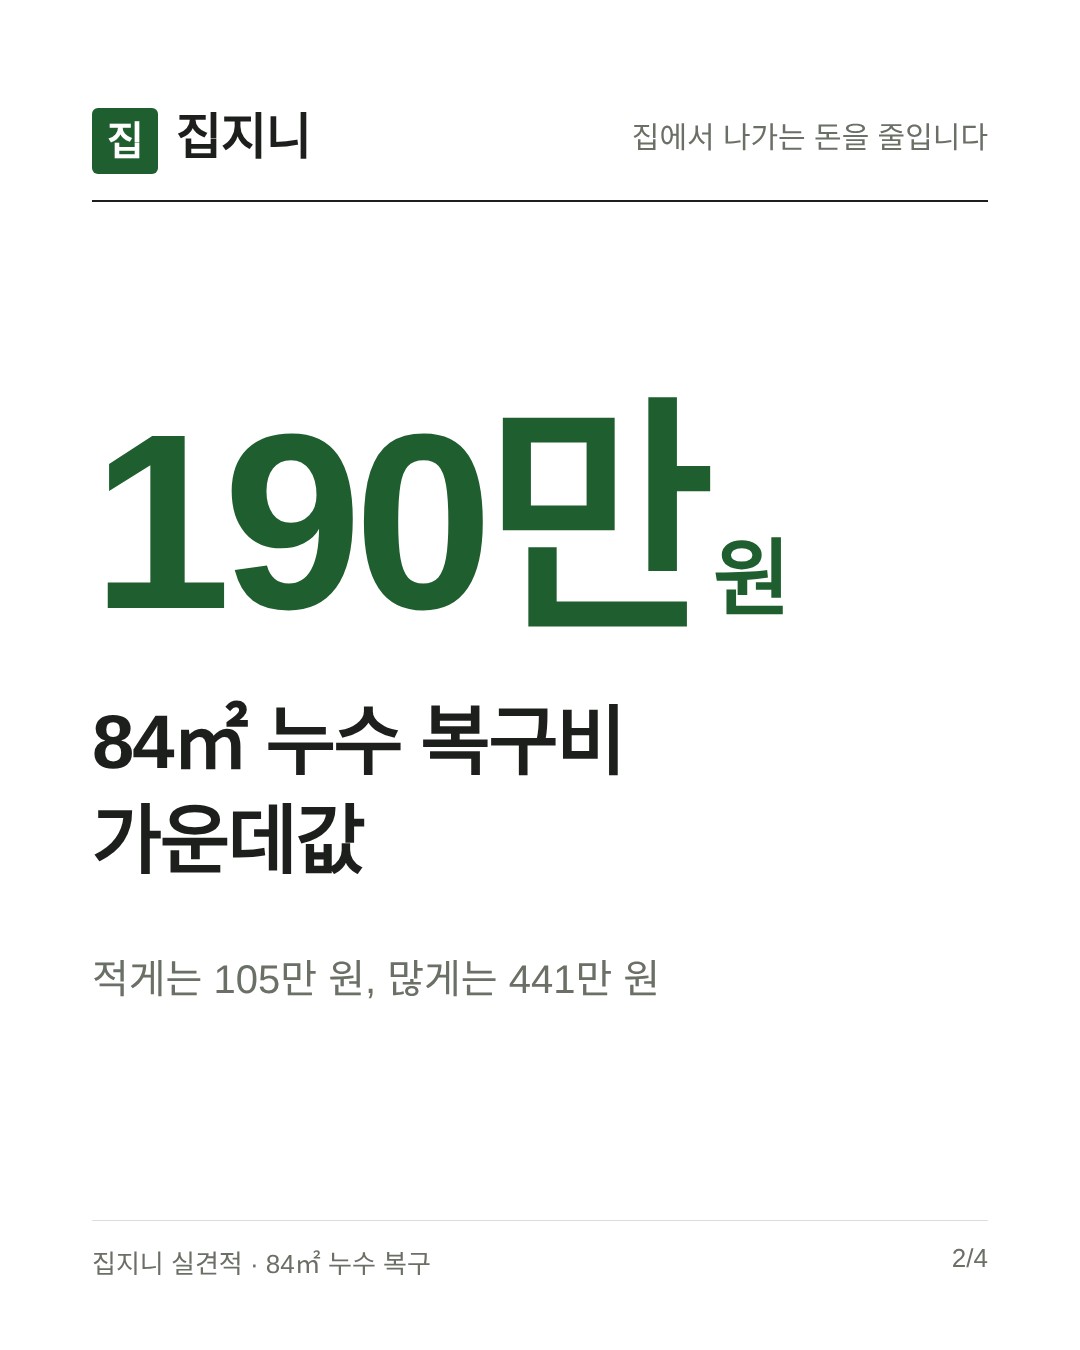 집 집지니
집에서 나가는 돈을 줄입니다
190만원
84㎡ 누수 복구비
가운데값
적게는 105만 원, 많게는 441만 원
집지니 실견적 · 84㎡ 누수 복구
2/4